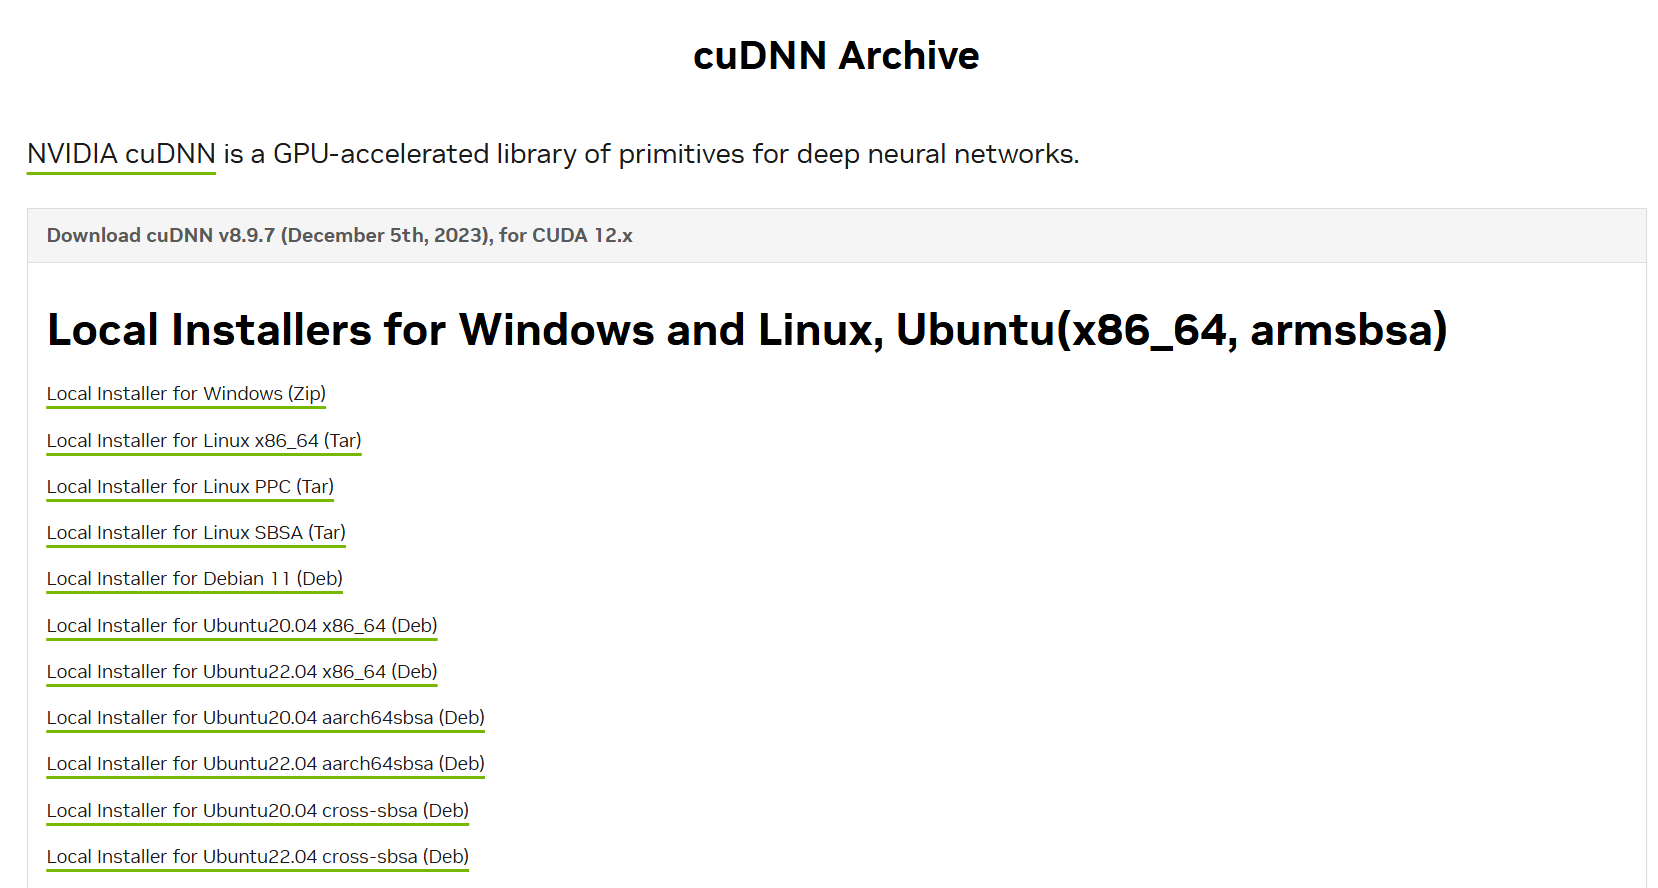 cuDNN Archive
NVIDIA cuDNN is a GPU-accelerated library of primitives for deep neural networks.
Download cuDNN v8.9.7 (December 5th, 2023), for CUDA 12.x
Local Installers for Windows and Linux, Ubuntu(x86_64, armsbsa)
Local Installer for Windows (Zip)
Local Installer for Linux x86_64 (Tar)
Local Installer for Linux PPC (Tar)
Local Installer for Linux SBSA (Tar)
Local Installer for Debian 11 (Deb)
Local Installer for Ubuntu20.04 x86_64 (Deb)
Local Installer for Ubuntu22.04 x86_64 (Deb)
Local Installer for Ubuntu20.04 aarch64sbsa (Deb)
Local Installer for Ubuntu22.04 aarch64sbsa (Deb)
Local Installer for Ubuntu20.04 cross-sbsa (Deb)
Local Installer for Ubuntu22.04 cross-sbsa (Deb)